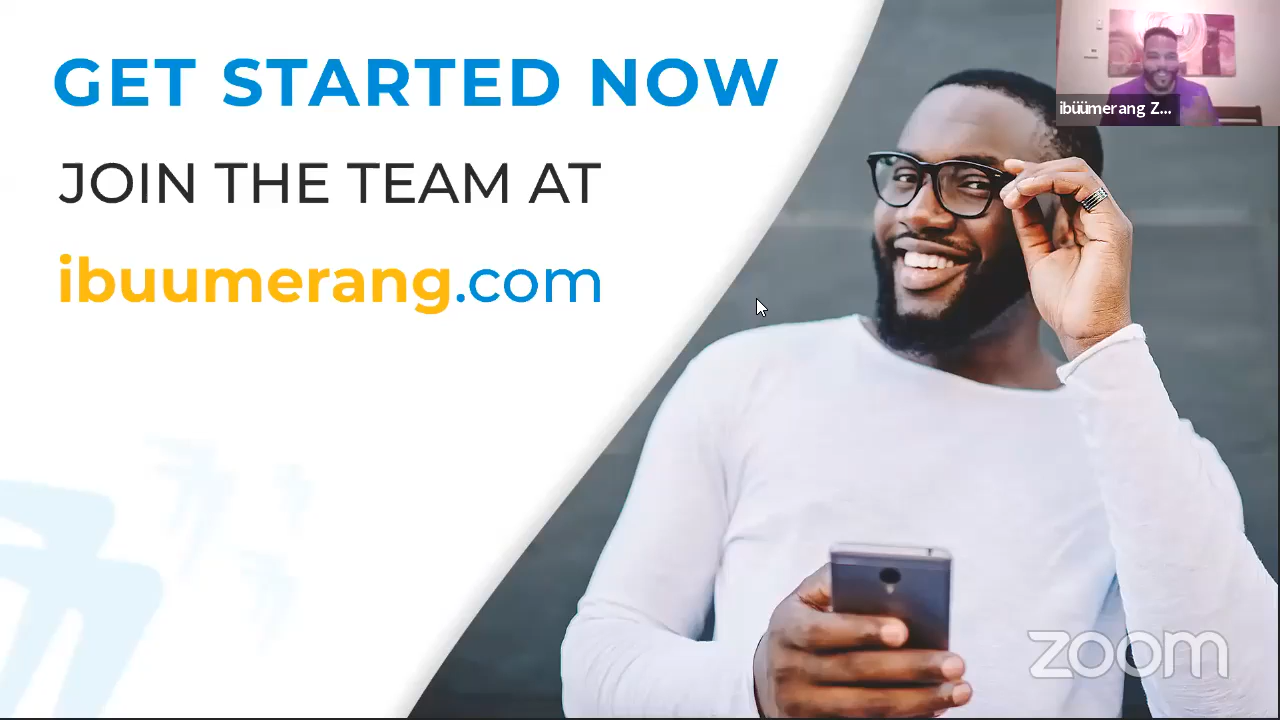 GET STARTED NOW
JOIN THE TEAM AT
ibuumerang.com
ibüümerang Z...
zoom